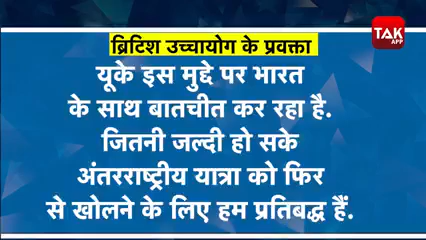 TAK
APP
ब्रिटिश उच्चायोग के प्रवक्ता
यूके इस मुद्दे पर भारत
के साथ बातचीत कर रहा है.
जितनी जल्दी हो सके
अंतरराष्ट्रीय यात्रा को फिर
से खोलने के लिए हम प्रतिबद्ध हैं.